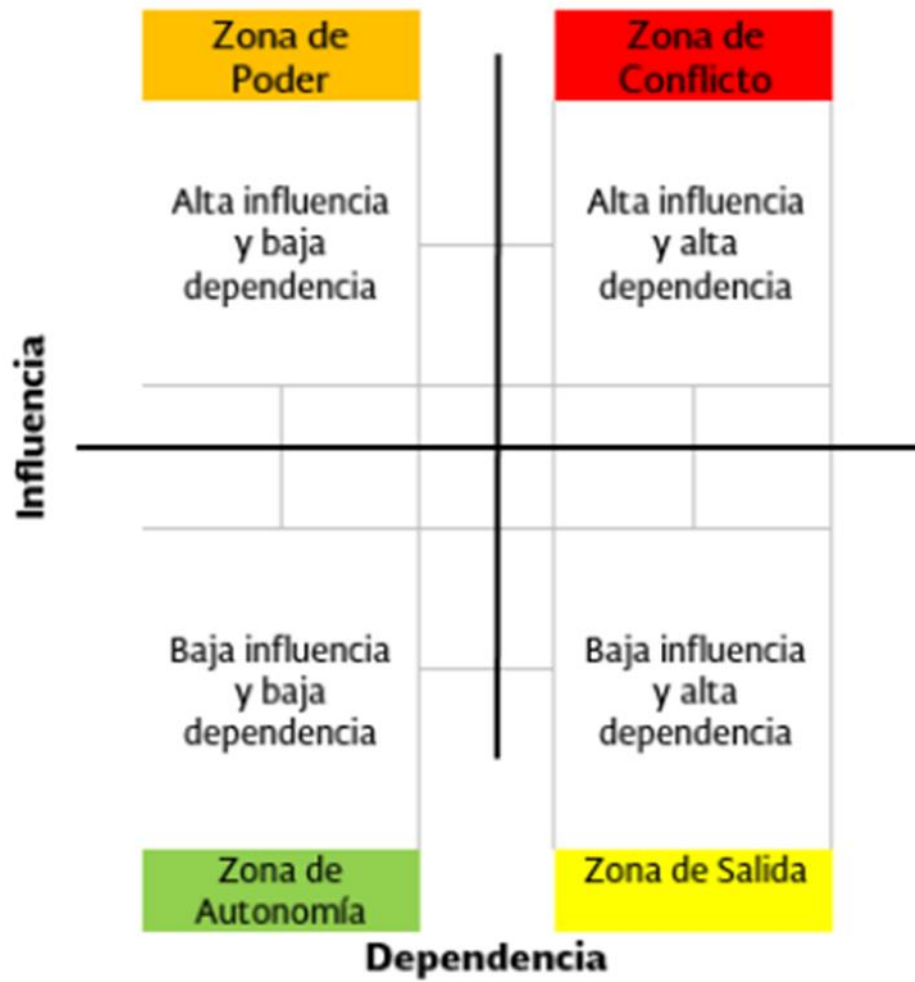 Zona de
Poder
Zona de
Conflicto
Alta influencia
y baja
dependencia
Alta influencia
y alta
dependencia
Influencia
Baja influencia
y baja
dependencia
Baja influencia
y alta
dependencia
Zona de
Autonomía
Zona de Salida
Dependencia